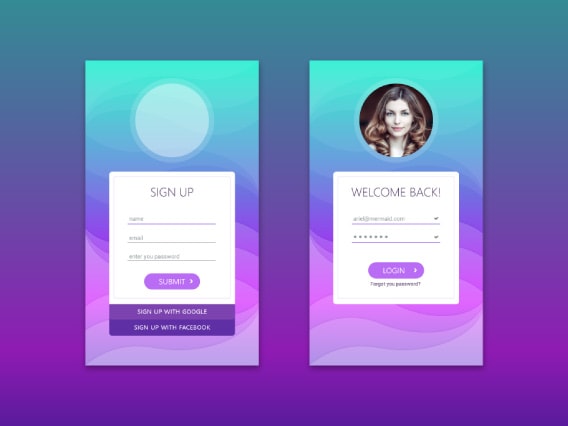 SIGN UP
name
email
enter you password
SUBMIT
SIGN UP WITH GOOGLE
SIGN UP WITH FACEBOOK
WELCOME BACK!
ariel@mermaid.com
LOGIN
Forgot you password?